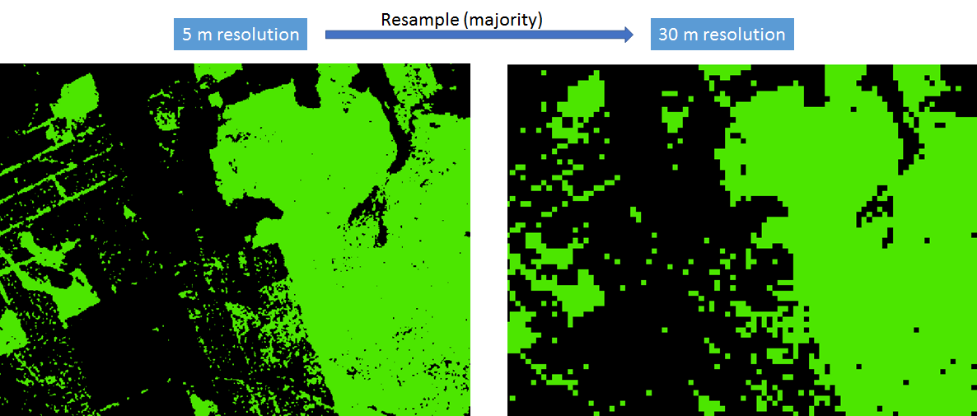 Resample (majority)
5 m resolution
30 m resolution